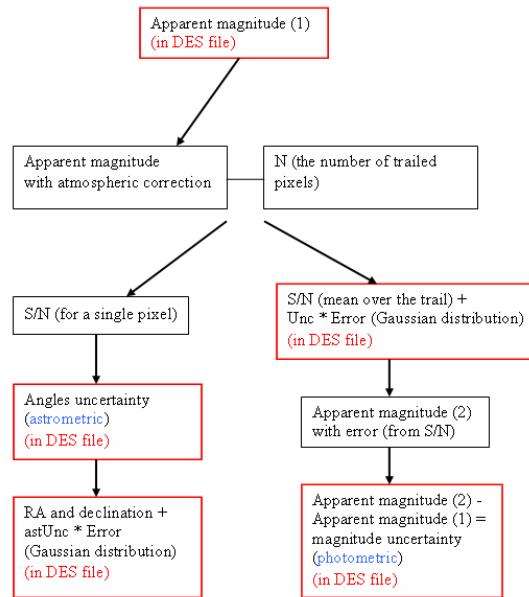 Apparent magnitude (1)
(in DES file)
Apparent magnitude
with atmospheric correction
N (the number of trailed
pixels)
S/N (for a single pixel)
S/N (mean over the trail) +
Unc * Error (Gaussian distribution)
(in DES file)
Angles uncertainty
(astrometric)
(in DES file)
Apparent magnitude (2)
with error (from S/N)
RA and declination +
astUnc * Error
(Gaussian distribution)
(in DES file)
Apparent magnitude (2) -
Apparent magnitude (1) =
magnitude uncertainty
(photometric)
(in DES file)